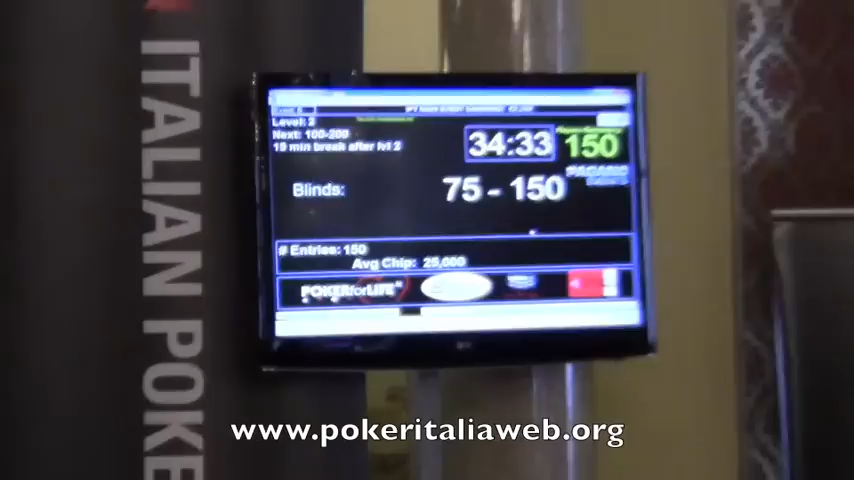 ITALIAN POKE
Level: 2
Next: 100-200
15 min break after lvl 2
34:33
150
Blinds:
75 - 150
# Entries: 150
Avg Chip: 25,000
POKERforLIFE
www.pokeritaliaweb.org